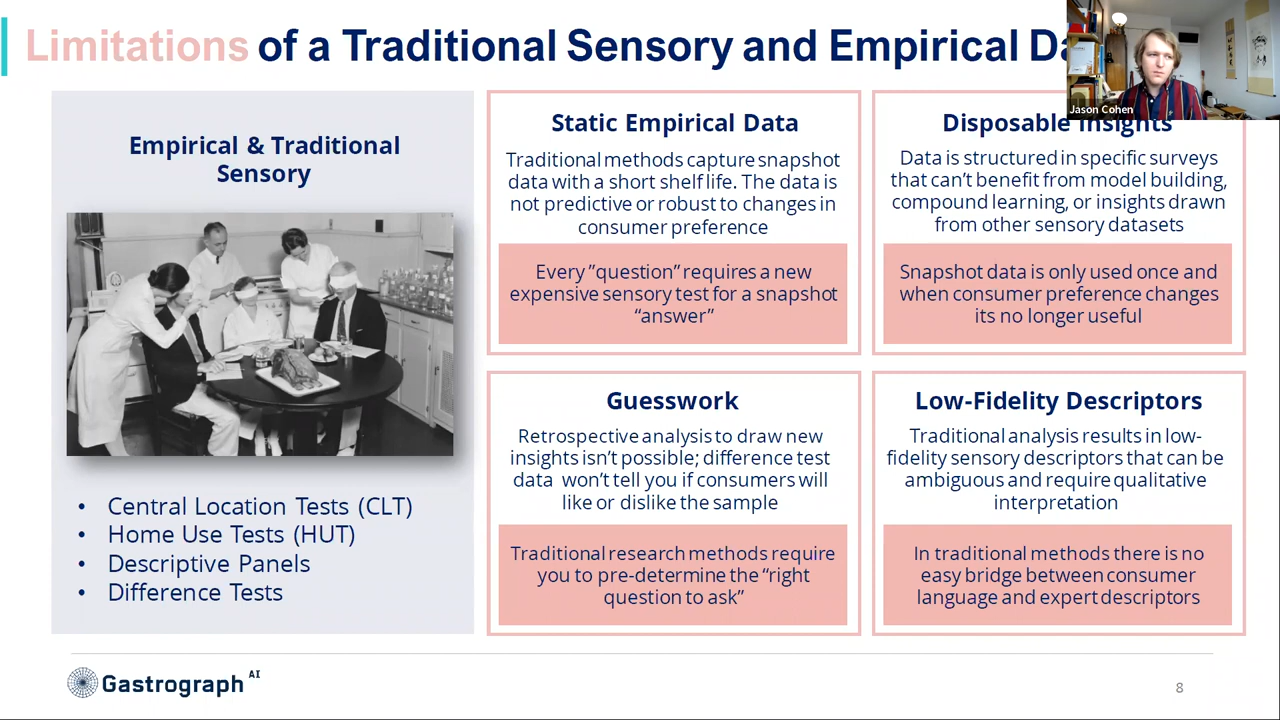 Limitations of a Traditional Sensory and Empirical
Jason Cohen
Empirical & Traditional
Sensory
• Central Location Tests (CLT)
• Home Use Tests (HUT)
• Descriptive Panels
• Difference Tests
Static Empirical Data
Traditional methods capture snapshot
data with a short shelf life. The data is
not predictive or robust to changes in
consumer preference
Every ”question” requires a new
expensive sensory test for a snapshot
“answer”
Disposable Insights
Data is structured in specific surveys
that can’t benefit from model building,
compound learning, or insights drawn
from other sensory datasets
Snapshot data is only used once and
when consumer preference changes
its no longer useful
Guesswork
Retrospective analysis to draw new
insights isn’t possible; difference test
data won’t tell you if consumers will
like or dislike the sample
Traditional research methods require
you to pre-determine the “right
question to ask”
Low-Fidelity Descriptors
Traditional analysis results in low-
fidelity sensory descriptors that can be
ambiguous and require qualitative
interpretation
In traditional methods there is no
easy bridge between consumer
language and expert descriptors
Gastrograph AI
8